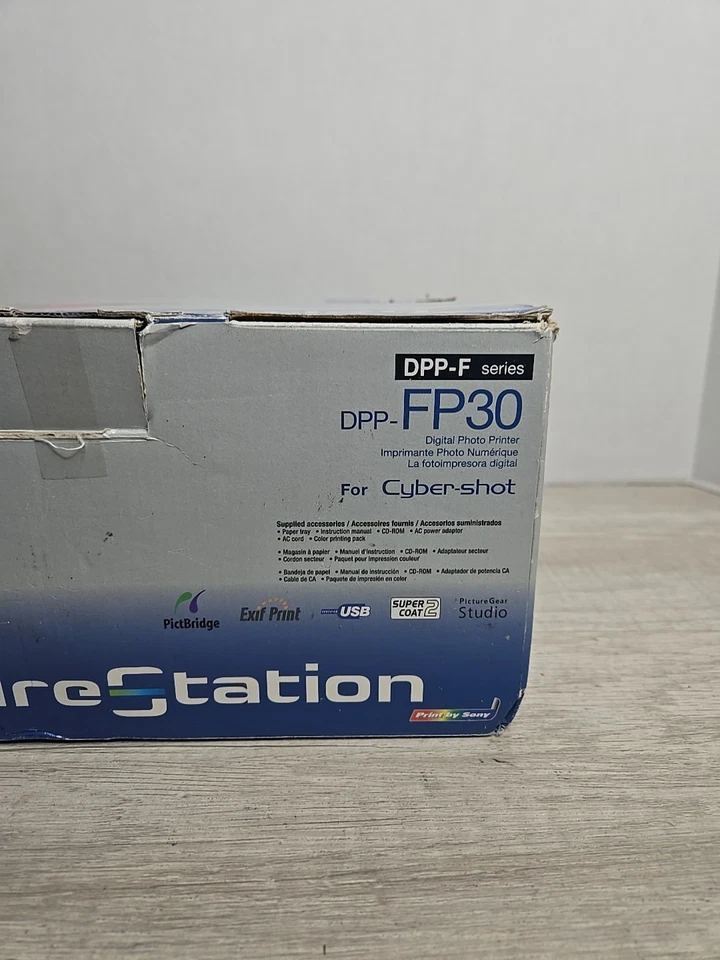 DPP-F series
DPP-FP30
Digital Photo Printer
Imprimante Photo Numérique
La fotoimpresora digital
For Cyber-shot
Supplied accessories / Accessoires fournis / Accesorios suministrados
• Paper tray • Instruction manual • CD-ROM • AC power adaptor
• AC cord • Color printing pack
• Magasin à papier • Manuel d'instruction • CD-ROM • Adaptateur secteur
• Cordon secteur • Paquet pour impression couleur
• Bandeja de papel • Manual de instrucción • CD-ROM • Adaptador de potencia CA
• Cable de CA • Paquete de impresión en color
PictBridge
Exif Print
CERTIFIED USB
SUPER COAT 2
PictureGear Studio
ureStation
Print by Sony